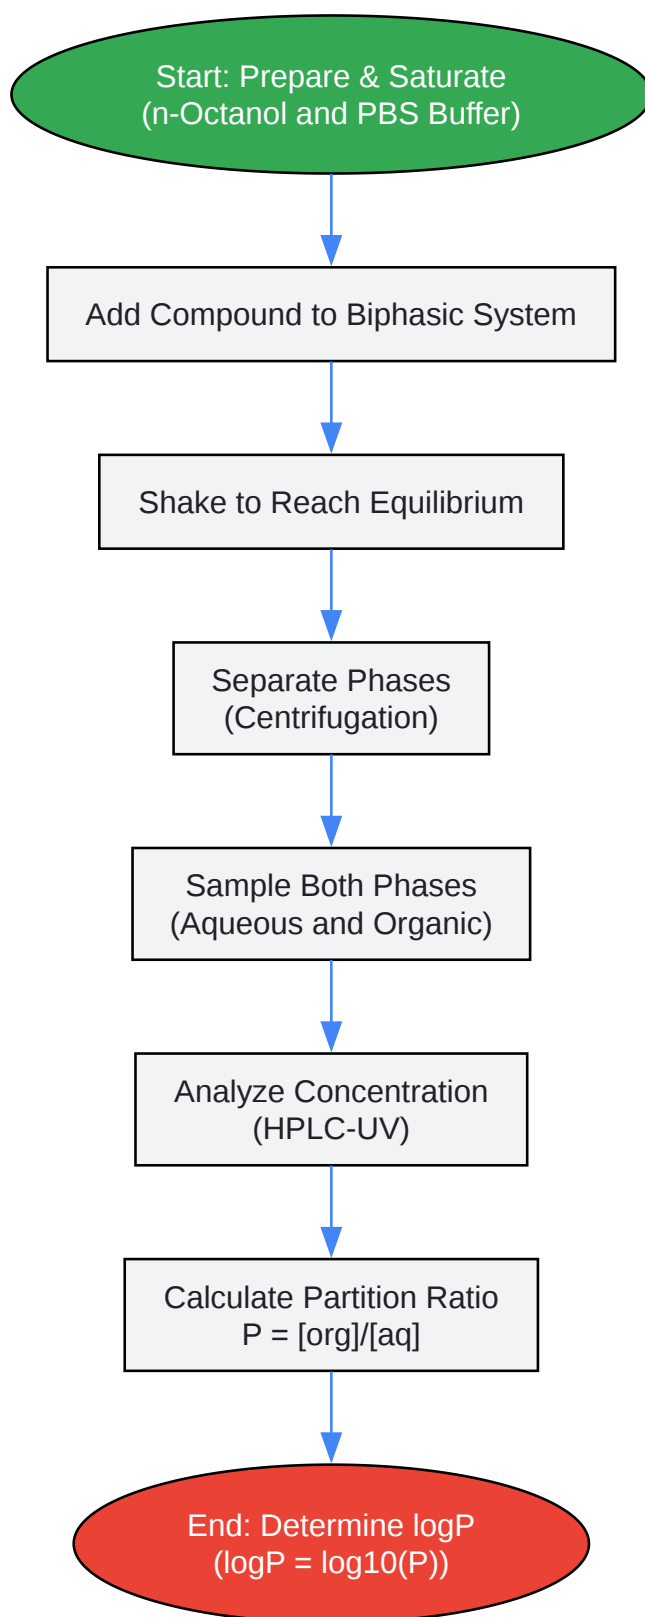 Start: Prepare & Saturate
(n-Octanol and PBS Buffer)
Add Compound to Biphasic System
Shake to Reach Equilibrium
Separate Phases
(Centrifugation)
Sample Both Phases
(Aqueous and Organic)
Analyze Concentration
(HPLC-UV)
Calculate Partition Ratio
P = [org]/[aq]
End: Determine logP
(logP = log10(P))